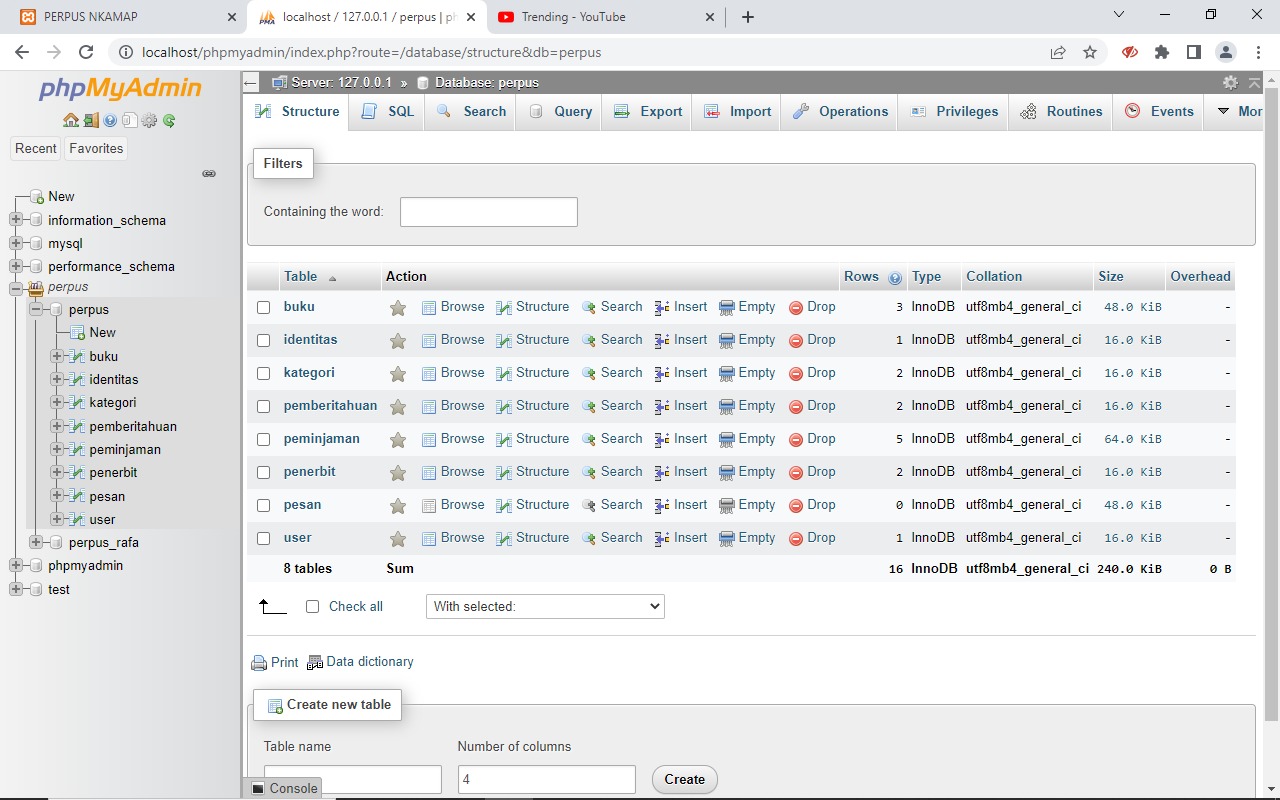 PERPUS NKAMAP
localhost / 127.0.0.1 / perpus | ph
Trending - YouTube
localhost/phpmyadmin/index.php?route=/database/structure&db=perpus
phpMyAdmin
Recent
Favorites
New
information_schema
mysql
performance_schema
perpus
perpus
New
buku
identitas
kategori
pemberitahuan
peminjaman
penerbit
pesan
user
perpus_rafa
phpmyadmin
test
Server: 127.0.0.1 » Database: perpus
Structure SQL Search Query Export Import Operations Privileges Routines Events Mor
Filters
Containing the word:
Table Action Rows Type Collation Size Overhead
buku Browse Structure Search Insert Empty Drop 3 InnoDB utf8mb4_general_ci 48.0 KiB -
identitas Browse Structure Search Insert Empty Drop 1 InnoDB utf8mb4_general_ci 16.0 KiB -
kategori Browse Structure Search Insert Empty Drop 2 InnoDB utf8mb4_general_ci 16.0 KiB -
pemberitahuan Browse Structure Search Insert Empty Drop 2 InnoDB utf8mb4_general_ci 16.0 KiB -
peminjaman Browse Structure Search Insert Empty Drop 5 InnoDB utf8mb4_general_ci 64.0 KiB -
penerbit Browse Structure Search Insert Empty Drop 2 InnoDB utf8mb4_general_ci 16.0 KiB -
pesan Browse Structure Search Insert Empty Drop 0 InnoDB utf8mb4_general_ci 48.0 KiB -
user Browse Structure Search Insert Empty Drop 1 InnoDB utf8mb4_general_ci 16.0 KiB -
8 tables Sum 16 InnoDB utf8mb4_general_ci 240.0 KiB 0 B
Check all With selected:
Print Data dictionary
Create new table
Table name Number of columns
4 Create
Console